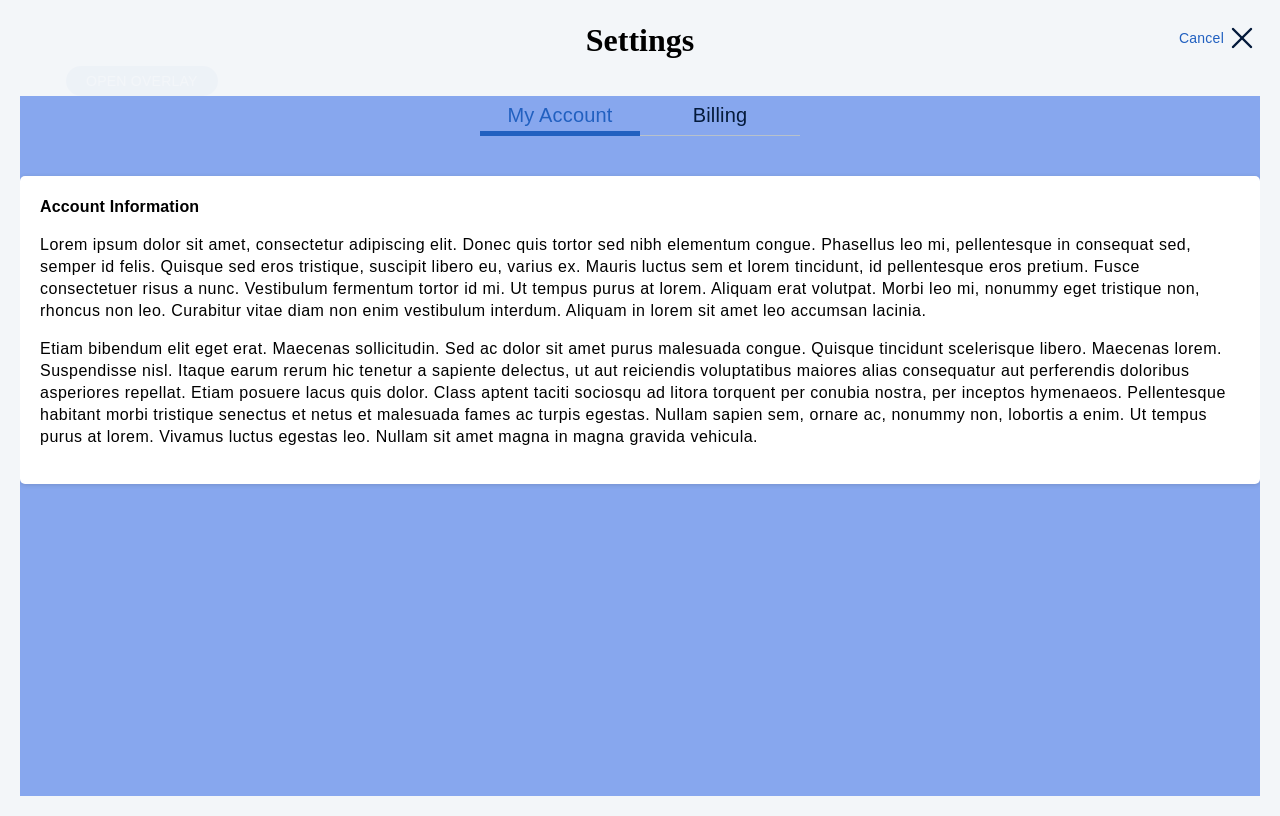 Settings
Cancel
My Account
Billing
Account Information
Lorem ipsum dolor sit amet, consectetur adipiscing elit. Donec quis tortor sed nibh elementum congue. Phasellus leo mi, pellentesque in consequat sed,
semper id felis. Quisque sed eros tristique, suscipit libero eu, varius ex. Mauris luctus sem et lorem tincidunt, id pellentesque eros pretium. Fusce
consectetuer risus a nunc. Vestibulum fermentum tortor id mi. Ut tempus purus at lorem. Aliquam erat volutpat. Morbi leo mi, nonummy eget tristique non,
rhoncus non leo. Curabitur vitae diam non enim vestibulum interdum. Aliquam in lorem sit amet leo accumsan lacinia.
Etiam bibendum elit eget erat. Maecenas sollicitudin. Sed ac dolor sit amet purus malesuada congue. Quisque tincidunt scelerisque libero. Maecenas lorem.
Suspendisse nisl. Itaque earum rerum hic tenetur a sapiente delectus, ut aut reiciendis voluptatibus maiores alias consequatur aut perferendis doloribus
asperiores repellat. Etiam posuere lacus quis dolor. Class aptent taciti sociosqu ad litora torquent per conubia nostra, per inceptos hymenaeos. Pellentesque
habitant morbi tristique senectus et netus et malesuada fames ac turpis egestas. Nullam sapien sem, ornare ac, nonummy non, lobortis a enim. Ut tempus
purus at lorem. Vivamus luctus egestas leo. Nullam sit amet magna in magna gravida vehicula.